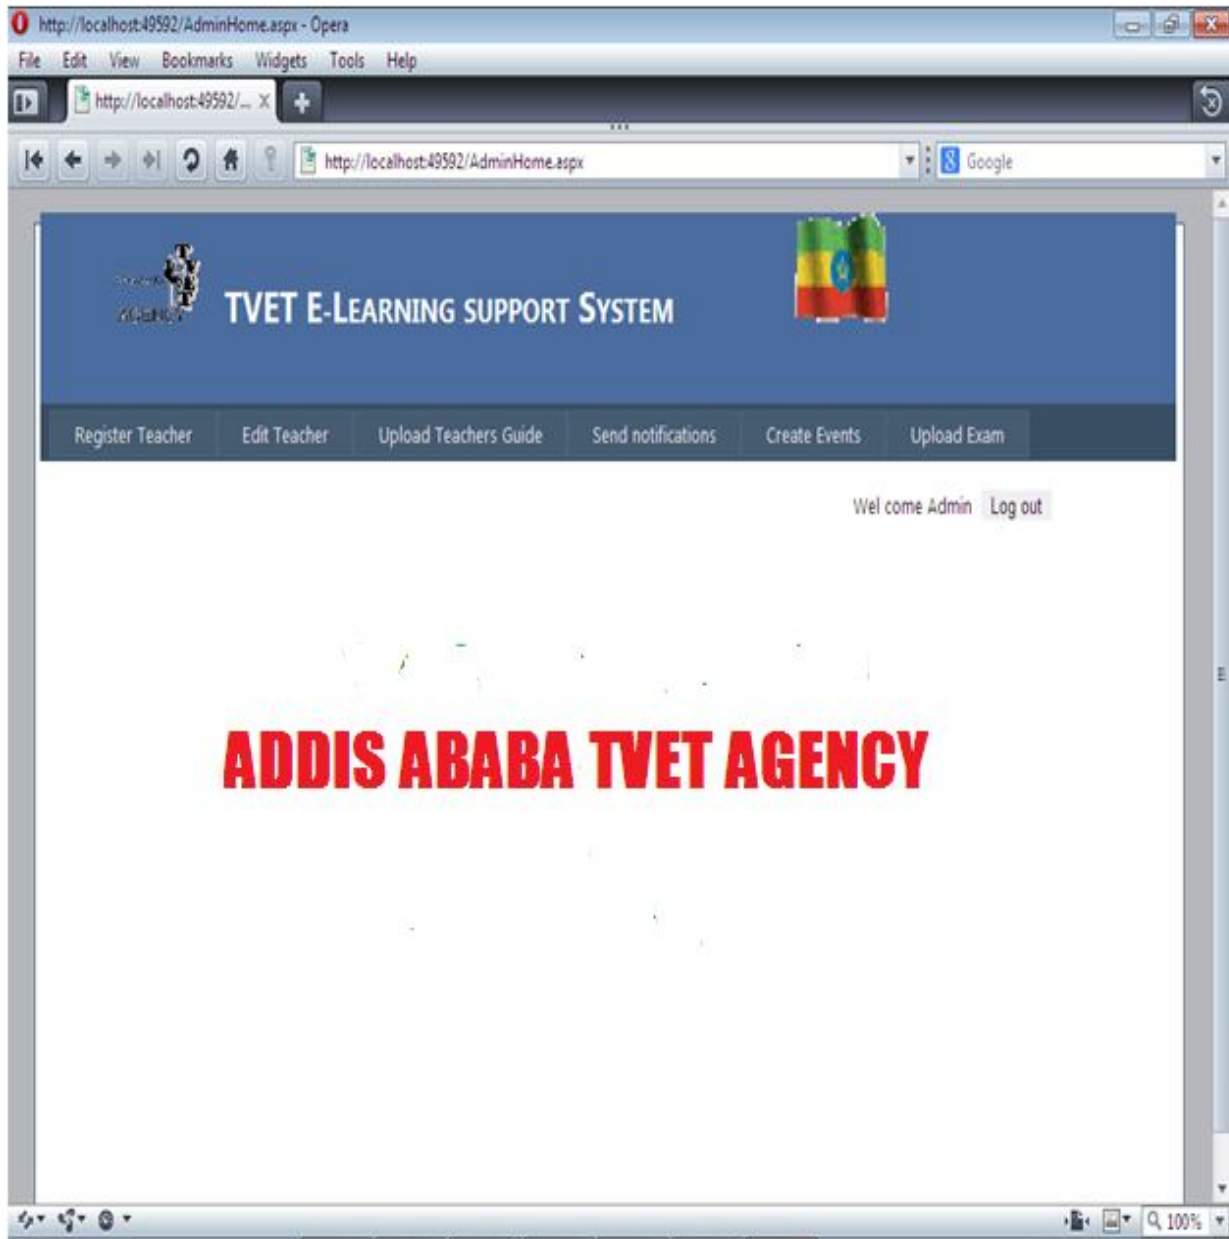 http://localhost:49592/AdminHome.aspx - Opera
File Edit View Bookmarks Widgets Tools Help
http://localhost:49592/... X
http://localhost:49592/AdminHome.aspx
Google
AGENCY
TVET E-LEARNING SUPPORT SYSTEM
Register Teacher Edit Teacher Upload Teachers Guide Send notifications Create Events Upload Exam
Wel come Admin Log out
ADDIS ABABA TVET AGENCY
100%